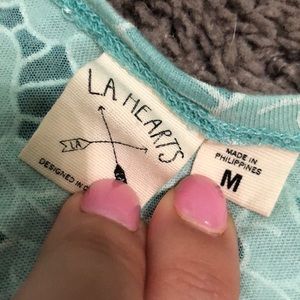 LA HEARTS
LA
DESIGNED IN
MADE IN
PHILIPPINES
M